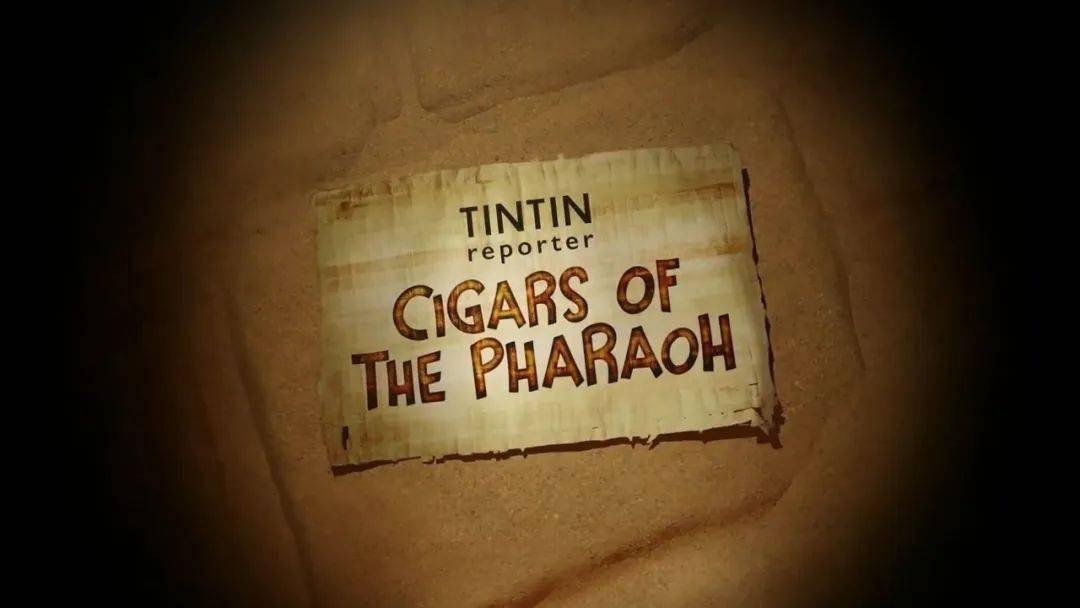 TINTIN
reporter
CIGARS OF
THE PHARAOH